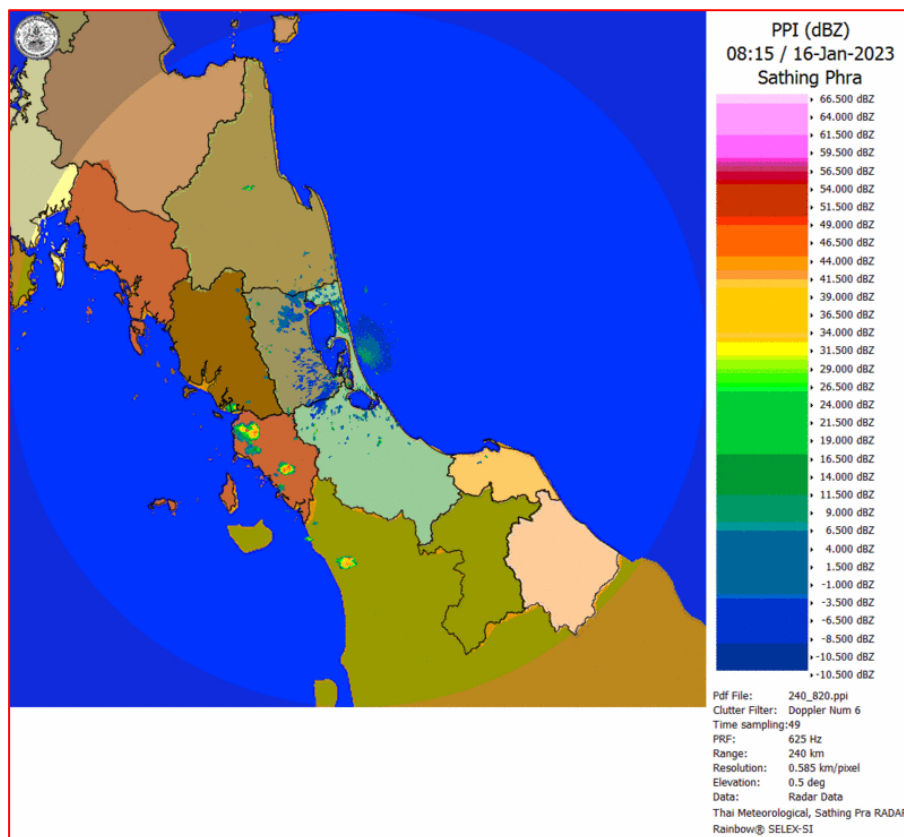 PPI (dBZ)
08:15 / 16-Jan-2023
Sathing Phra
66.500 dBZ
64.000 dBZ
61.500 dBZ
59.500 dBZ
56.500 dBZ
54.000 dBZ
51.500 dBZ
49.000 dBZ
46.500 dBZ
44.000 dBZ
41.500 dBZ
39.000 dBZ
36.500 dBZ
34.000 dBZ
31.500 dBZ
29.000 dBZ
26.500 dBZ
24.000 dBZ
21.500 dBZ
19.000 dBZ
16.500 dBZ
11.500 dBZ
9.000 dBZ
6.500 dBZ
4.000 dBZ
1.500 dBZ
-1.000 dBZ
-3.500 dBZ
-6.500 dBZ
-8.500 dBZ
-10.500 dBZ
-10.500 dBZ
Pdf File: 240_820.ppi
Clutter Filter: Doppler Num 6
Time sampling:49
PRF: 625 Hz
Range: 240 km
Resolution: 0.585 km/pixel
Elevation: 0.5 deg
Data: Radar Data
Thai Meteorological, Sathing Pra RADAR
Rainbow® SELEX-SI